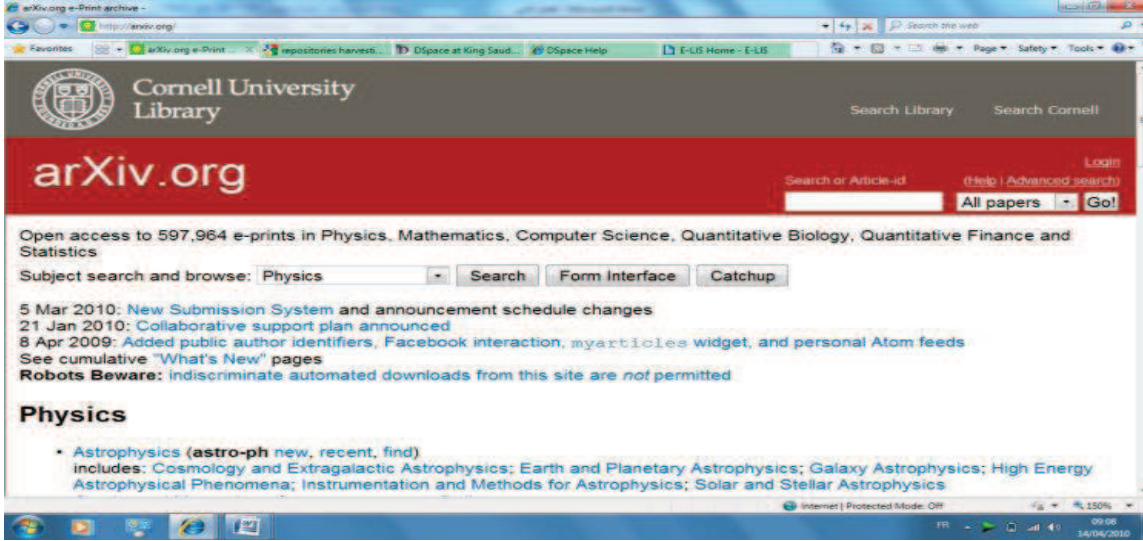 arXiv.org e-Print archive -
http://arxiv.org/
Search the web
Favorites
arXiv.org e-Print ...
repositories harvesti...
DSpace at King Saud...
DSpace Help
E-LIS Home - E-LIS
Page
Safety
Tools
Cornell University
Library
Search Library
Search Cornell
arXiv.org
Login
Search or Article-id
(Help | Advanced search)
All papers
Go!
Open access to 597,964 e-prints in Physics, Mathematics, Computer Science, Quantitative Biology, Quantitative Finance and
Statistics
Subject search and browse: Physics Search Form Interface Catchup
5 Mar 2010: New Submission System and announcement schedule changes
21 Jan 2010: Collaborative support plan announced
8 Apr 2009: Added public author identifiers, Facebook interaction, myarticles widget, and personal Atom feeds
See cumulative "What's New" pages
Robots Beware: indiscriminate automated downloads from this site are not permitted
Physics
• Astrophysics (astro-ph new, recent, find)
includes: Cosmology and Extragalactic Astrophysics; Earth and Planetary Astrophysics; Galaxy Astrophysics; High Energy
Astrophysical Phenomena; Instrumentation and Methods for Astrophysics; Solar and Stellar Astrophysics
Internet | Protected Mode: Off
150%
FR
09:08
14/04/2010